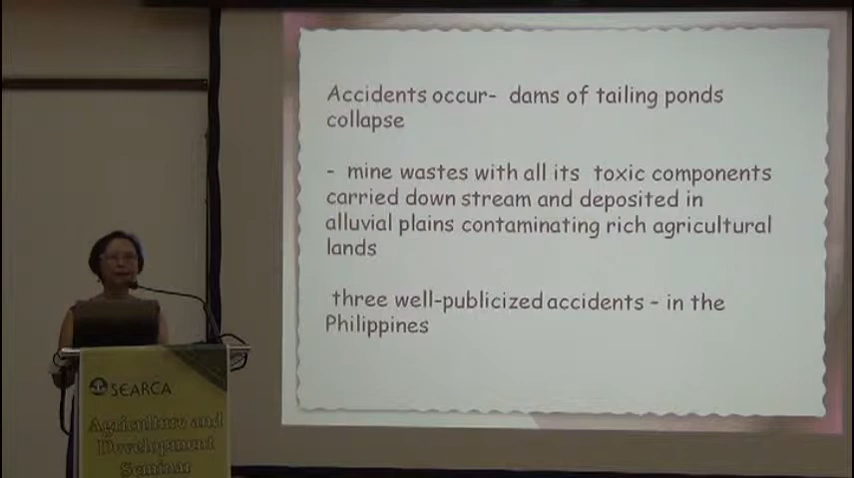 Accidents occur- dams of tailing ponds
collapse
- mine wastes with all its toxic components
carried down stream and deposited in
alluvial plains contaminating rich agricultural
lands
three well-publicized accidents - in the
Philippines
SEARCA
Agriculture and
Development
Seminar